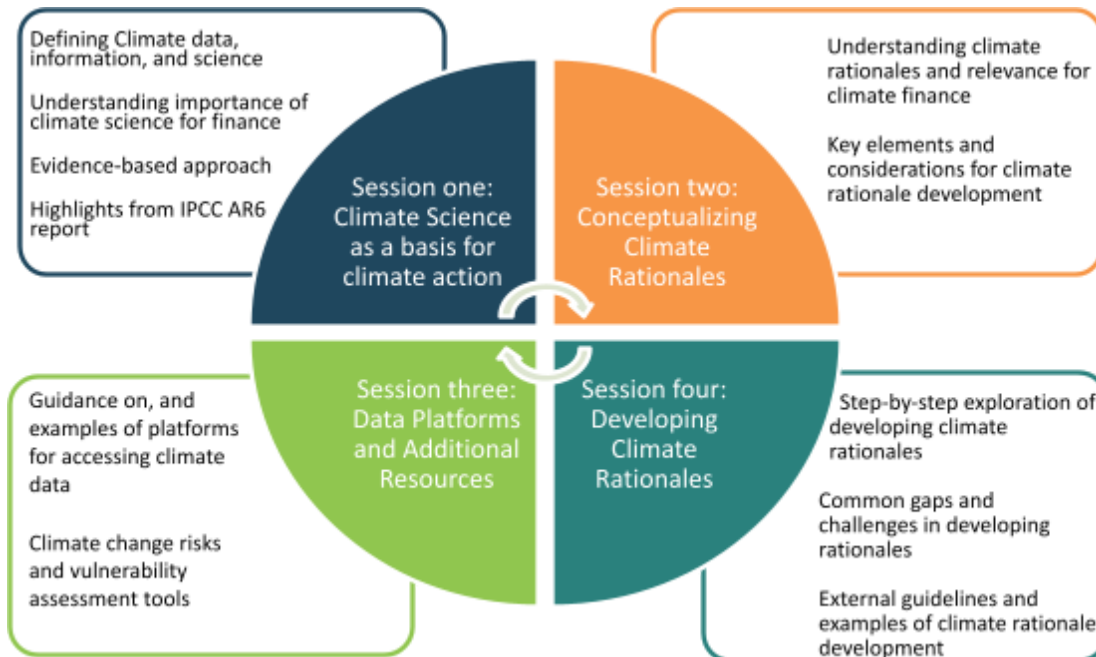 Defining Climate data,
information, and science
Understanding importance of
climate science for finance
Evidence-based approach
Highlights from IPCC AR6
report
Session one:
Climate Science
as a basis for
climate action
Session two:
Conceptualizing
Climate
Rationales
Understanding climate
rationales and relevance for
climate finance
Key elements and
considerations for climate
rationale development
Guidance on, and
examples of platforms
for accessing climate
data
Climate change risks
and vulnerability
assessment tools
Session three:
Data Platforms
and Additional
Resources
Session four:
Developing
Climate
Rationales
Step-by-step exploration of
developing climate
rationales
Common gaps and
challenges in developing
rationales
External guidelines and
examples of climate rationale
development